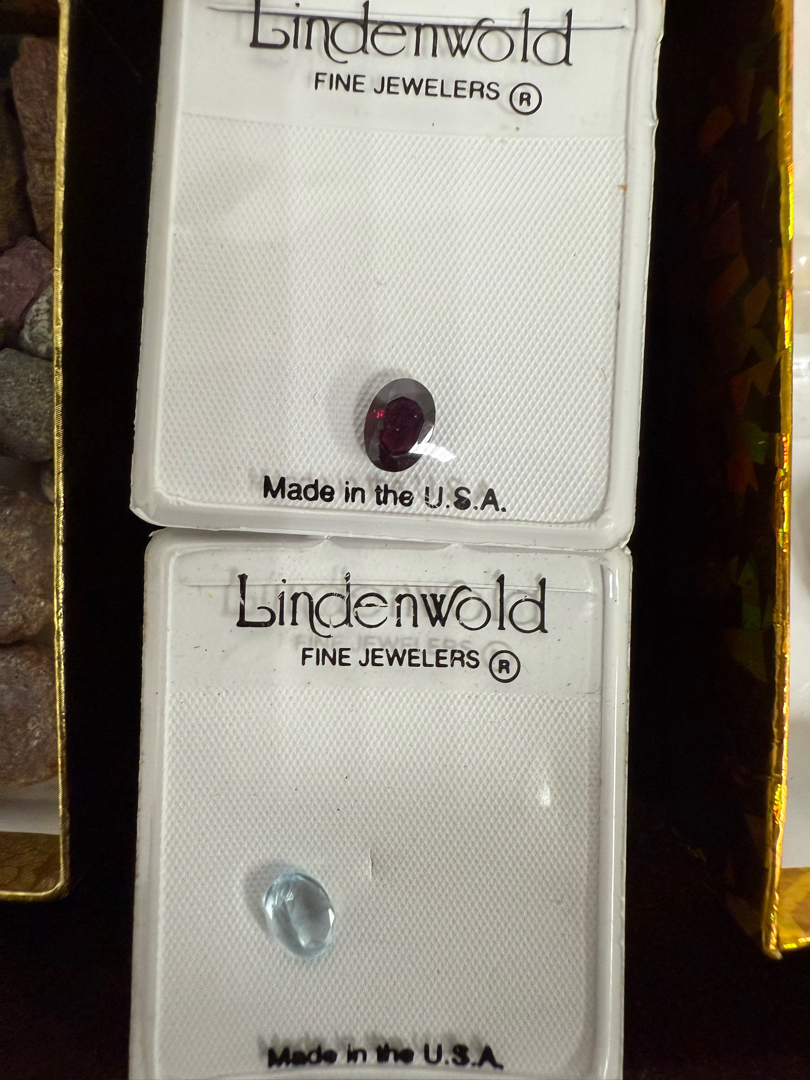 Lindenwold
FINE JEWELERS ®
Made in the U.S.A.
Lindenwold
FINE JEWELERS ®
Made in the U.S.A.